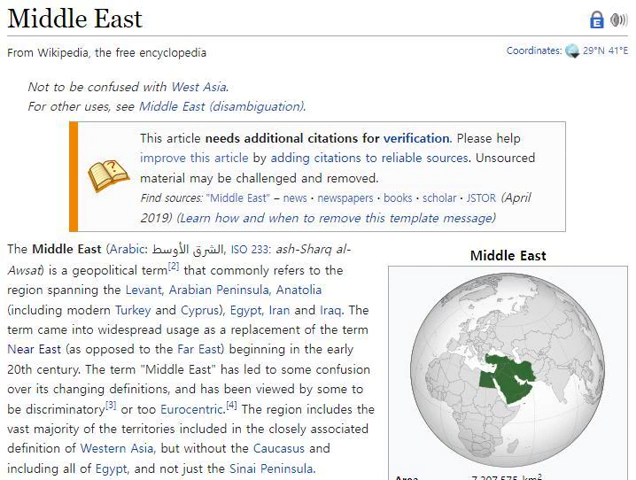 Middle East
From Wikipedia, the free encyclopedia
Coordinates: 29°N 41°E
Not to be confused with West Asia.
For other uses, see Middle East (disambiguation).
This article needs additional citations for verification. Please help
improve this article by adding citations to reliable sources. Unsourced
material may be challenged and removed.
Find sources: "Middle East" – news · newspapers · books · scholar · JSTOR (April
2019) (Learn how and when to remove this template message)
The Middle East (Arabic: الشرق الأوسط, ISO 233: ash-Sharq al-
Awsat) is a geopolitical term[2] that commonly refers to the
region spanning the Levant, Arabian Peninsula, Anatolia
(including modern Turkey and Cyprus), Egypt, Iran and Iraq. The
term came into widespread usage as a replacement of the term
Near East (as opposed to the Far East) beginning in the early
20th century. The term "Middle East" has led to some confusion
over its changing definitions, and has been viewed by some to
be discriminatory[3] or too Eurocentric.[4] The region includes the
vast majority of the territories included in the closely associated
definition of Western Asia, but without the Caucasus and
including all of Egypt, and not just the Sinai Peninsula.
Middle East
Area 7,207,575 km2